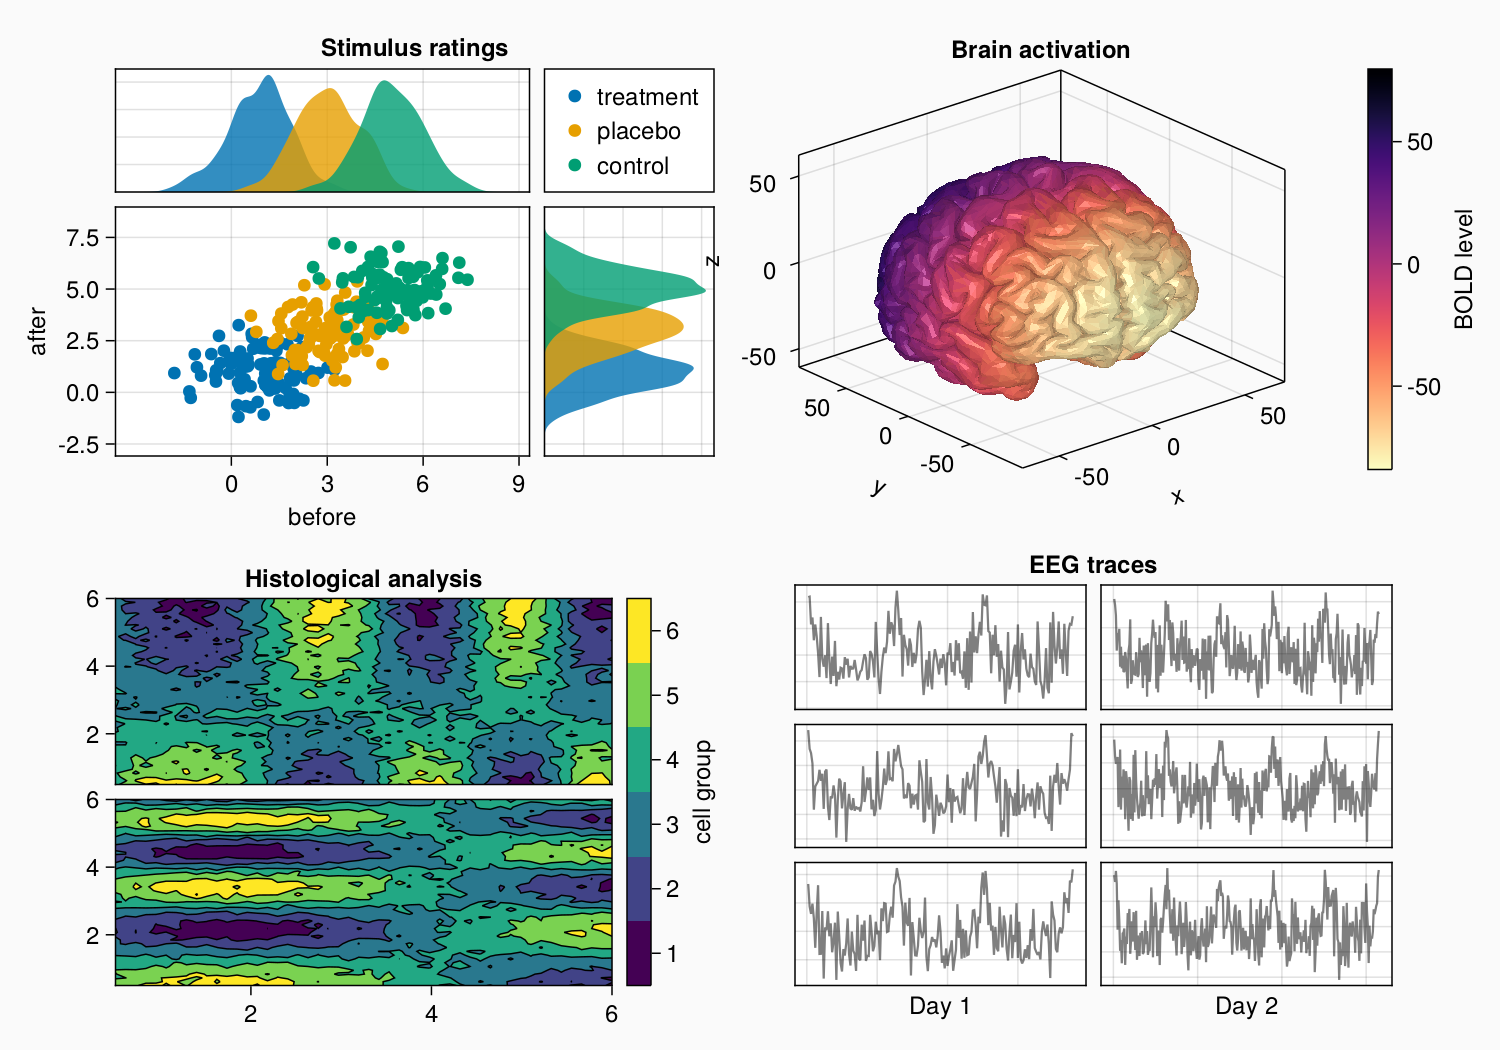 Stimulus ratings
treatment
placebo
control
7.5
5.0
2.5
0.0
-2.5
after
0 3 6 9
before
Brain activation
50
0
-50
z
50
0
-50
y
-50
0
50
x
50
0
-50
BOLD level
Histological analysis
6
4
2
6
4
2
2 4 6
6
5
4
3
2
1
cell group
EEG traces
Day 1
Day 2